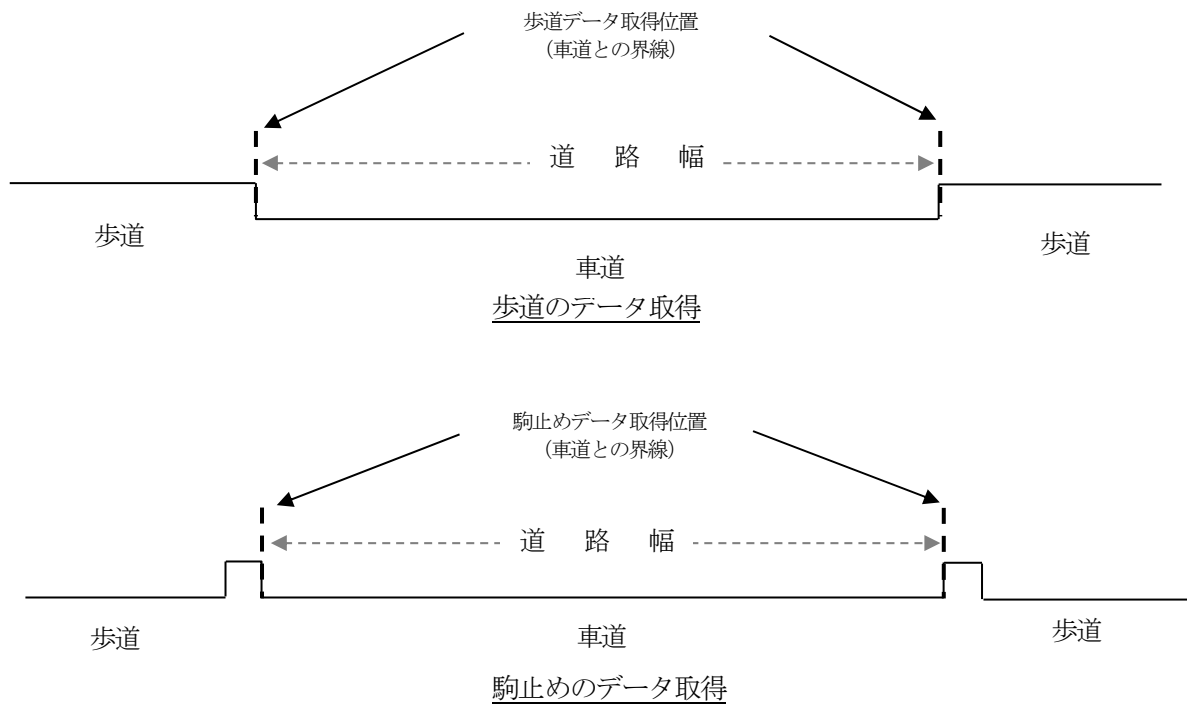 歩道データ取得位置
(車道との界線)
道 路 幅
歩道
歩道
車道
歩道のデータ取得
駒止めデータ取得位置
(車道との界線)
道 路 幅
歩道
車道
歩道
駒止めのデータ取得